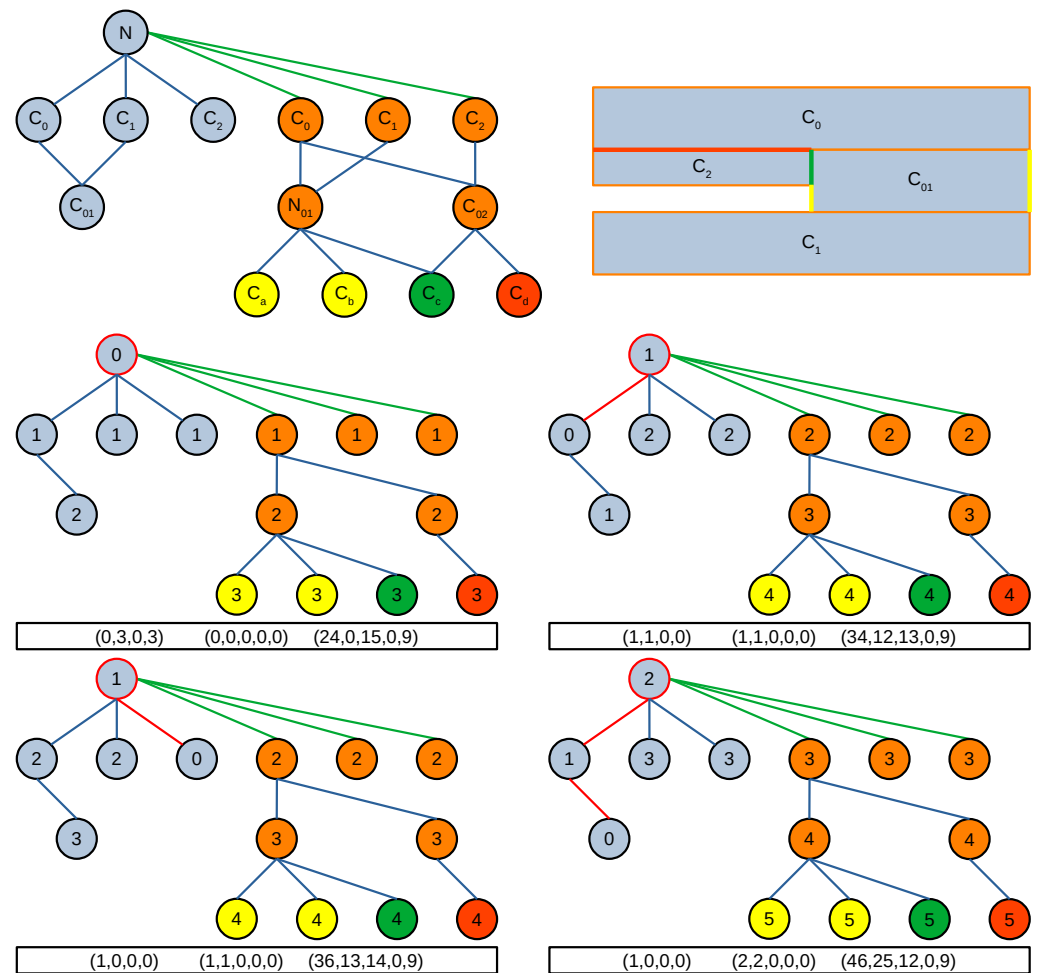 N
C₀ C₁ C₂ C₀ C₁ C₂
C₀₁ N₀₁ C₀₂
Cₐ C_b C_c C_d
C₀
C₂ C₀₁
C₁
0
1 1 1 1 1 1
2 2 2
3 3 3 3
(0,3,0,3) (0,0,0,0,0) (24,0,15,0,9)
1
0 2 2 2 2 2
1 3 3
4 4 4 4
(1,1,0,0) (1,1,0,0,0) (34,12,13,0,9)
1
2 2 0 2 2 2
3 3 3
4 4 4 4
(1,0,0,0) (1,1,0,0,0) (36,13,14,0,9)
2
1 3 3 3 3 3
0 4 4
5 5 5 5
(1,0,0,0) (2,2,0,0,0) (46,25,12,0,9)